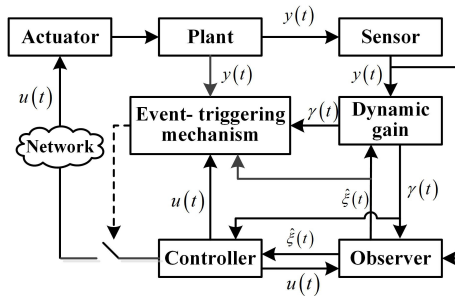 y(t)
Actuator
Plant
Sensor
u(t)
y(t)
y(t)
Event- triggering
mechanism
γ(t)
Dynamic
gain
Network
u(t)
ξ̂(t)
γ(t)
ξ̂(t)
Controller
Observer
u(t)